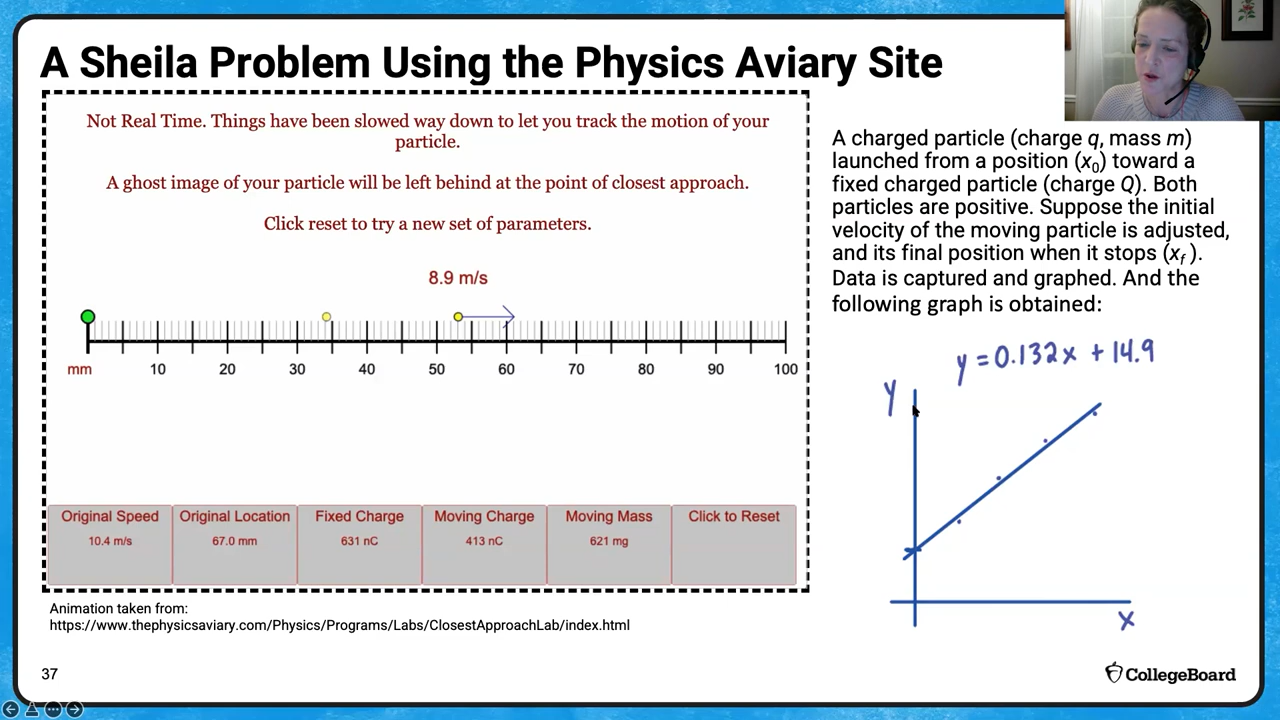 A Sheila Problem Using the Physics Aviary Site
Not Real Time. Things have been slowed way down to let you track the motion of your
particle.
A ghost image of your particle will be left behind at the point of closest approach.
Click reset to try a new set of parameters.
8.9 m/s
mm 10 20 30 40 50 60 70 80 90 100
Original Speed Original Location Fixed Charge Moving Charge Moving Mass Click to Reset
10.4 m/s 67.0 mm 631 nC 413 nC 621 mg
Animation taken from:
https://www.thephysicsaviary.com/Physics/Programs/Labs/ClosestApproachLab/index.html
37
A charged particle (charge q, mass m)
launched from a position (x₀) toward a
fixed charged particle (charge Q). Both
particles are positive. Suppose the initial
velocity of the moving particle is adjusted,
and its final position when it stops (x_f ).
Data is captured and graphed. And the
following graph is obtained:
y = 0.132x + 14.9
y
x
CollegeBoard